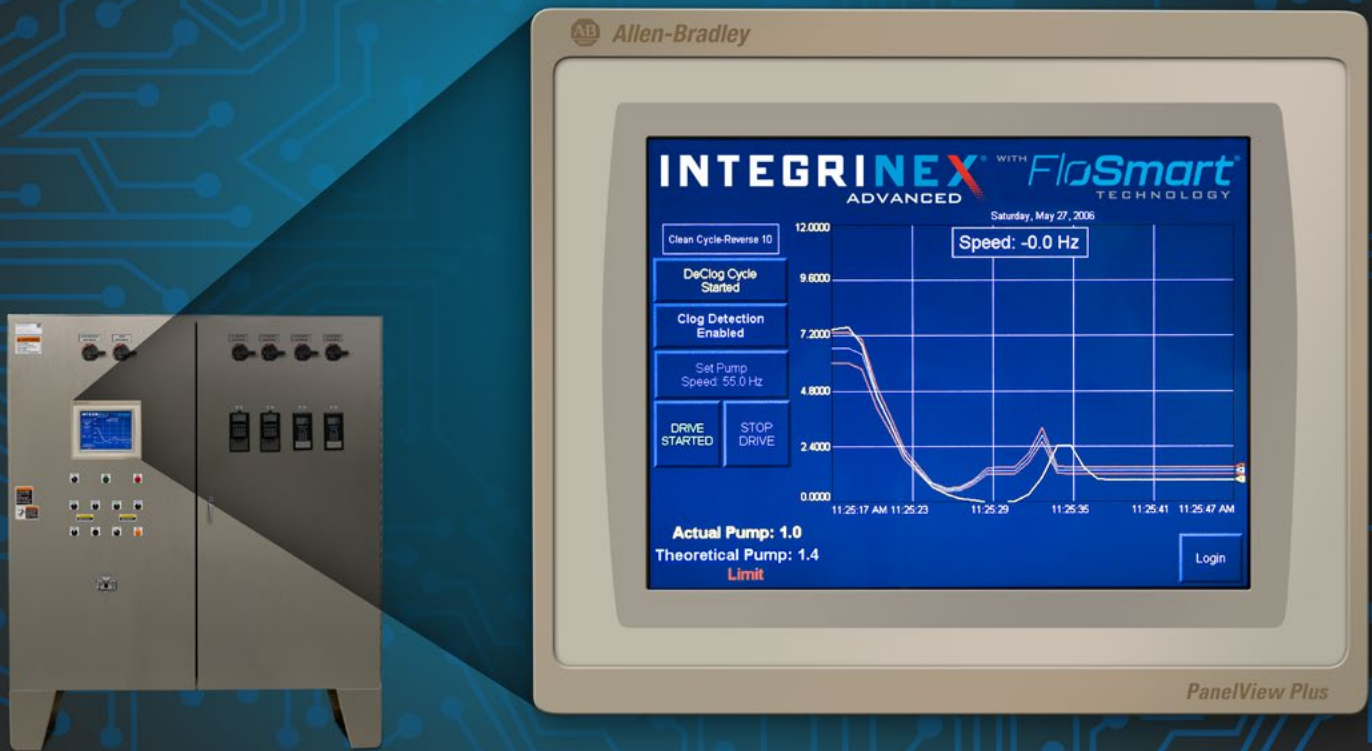 AB Allen-Bradley
INTEGRINEX® WITH FloSmart®
ADVANCED TECHNOLOGY
Saturday, May 27, 2006
Clean Cycle-Reverse 10
DeClog Cycle
Started
Clog Detection
Enabled
Set Pump
Speed: 55.0 Hz
DRIVE
STARTED
STOP
DRIVE
Speed: -0.0 Hz
12.0000
9.6000
7.2000
4.8000
2.4000
0.0000
11:25:17 AM 11:25:23 11:25:29 11:25:35 11:25:41 11:25:47 AM
Actual Pump: 1.0
Theoretical Pump: 1.4
Limit
Login
PanelView Plus